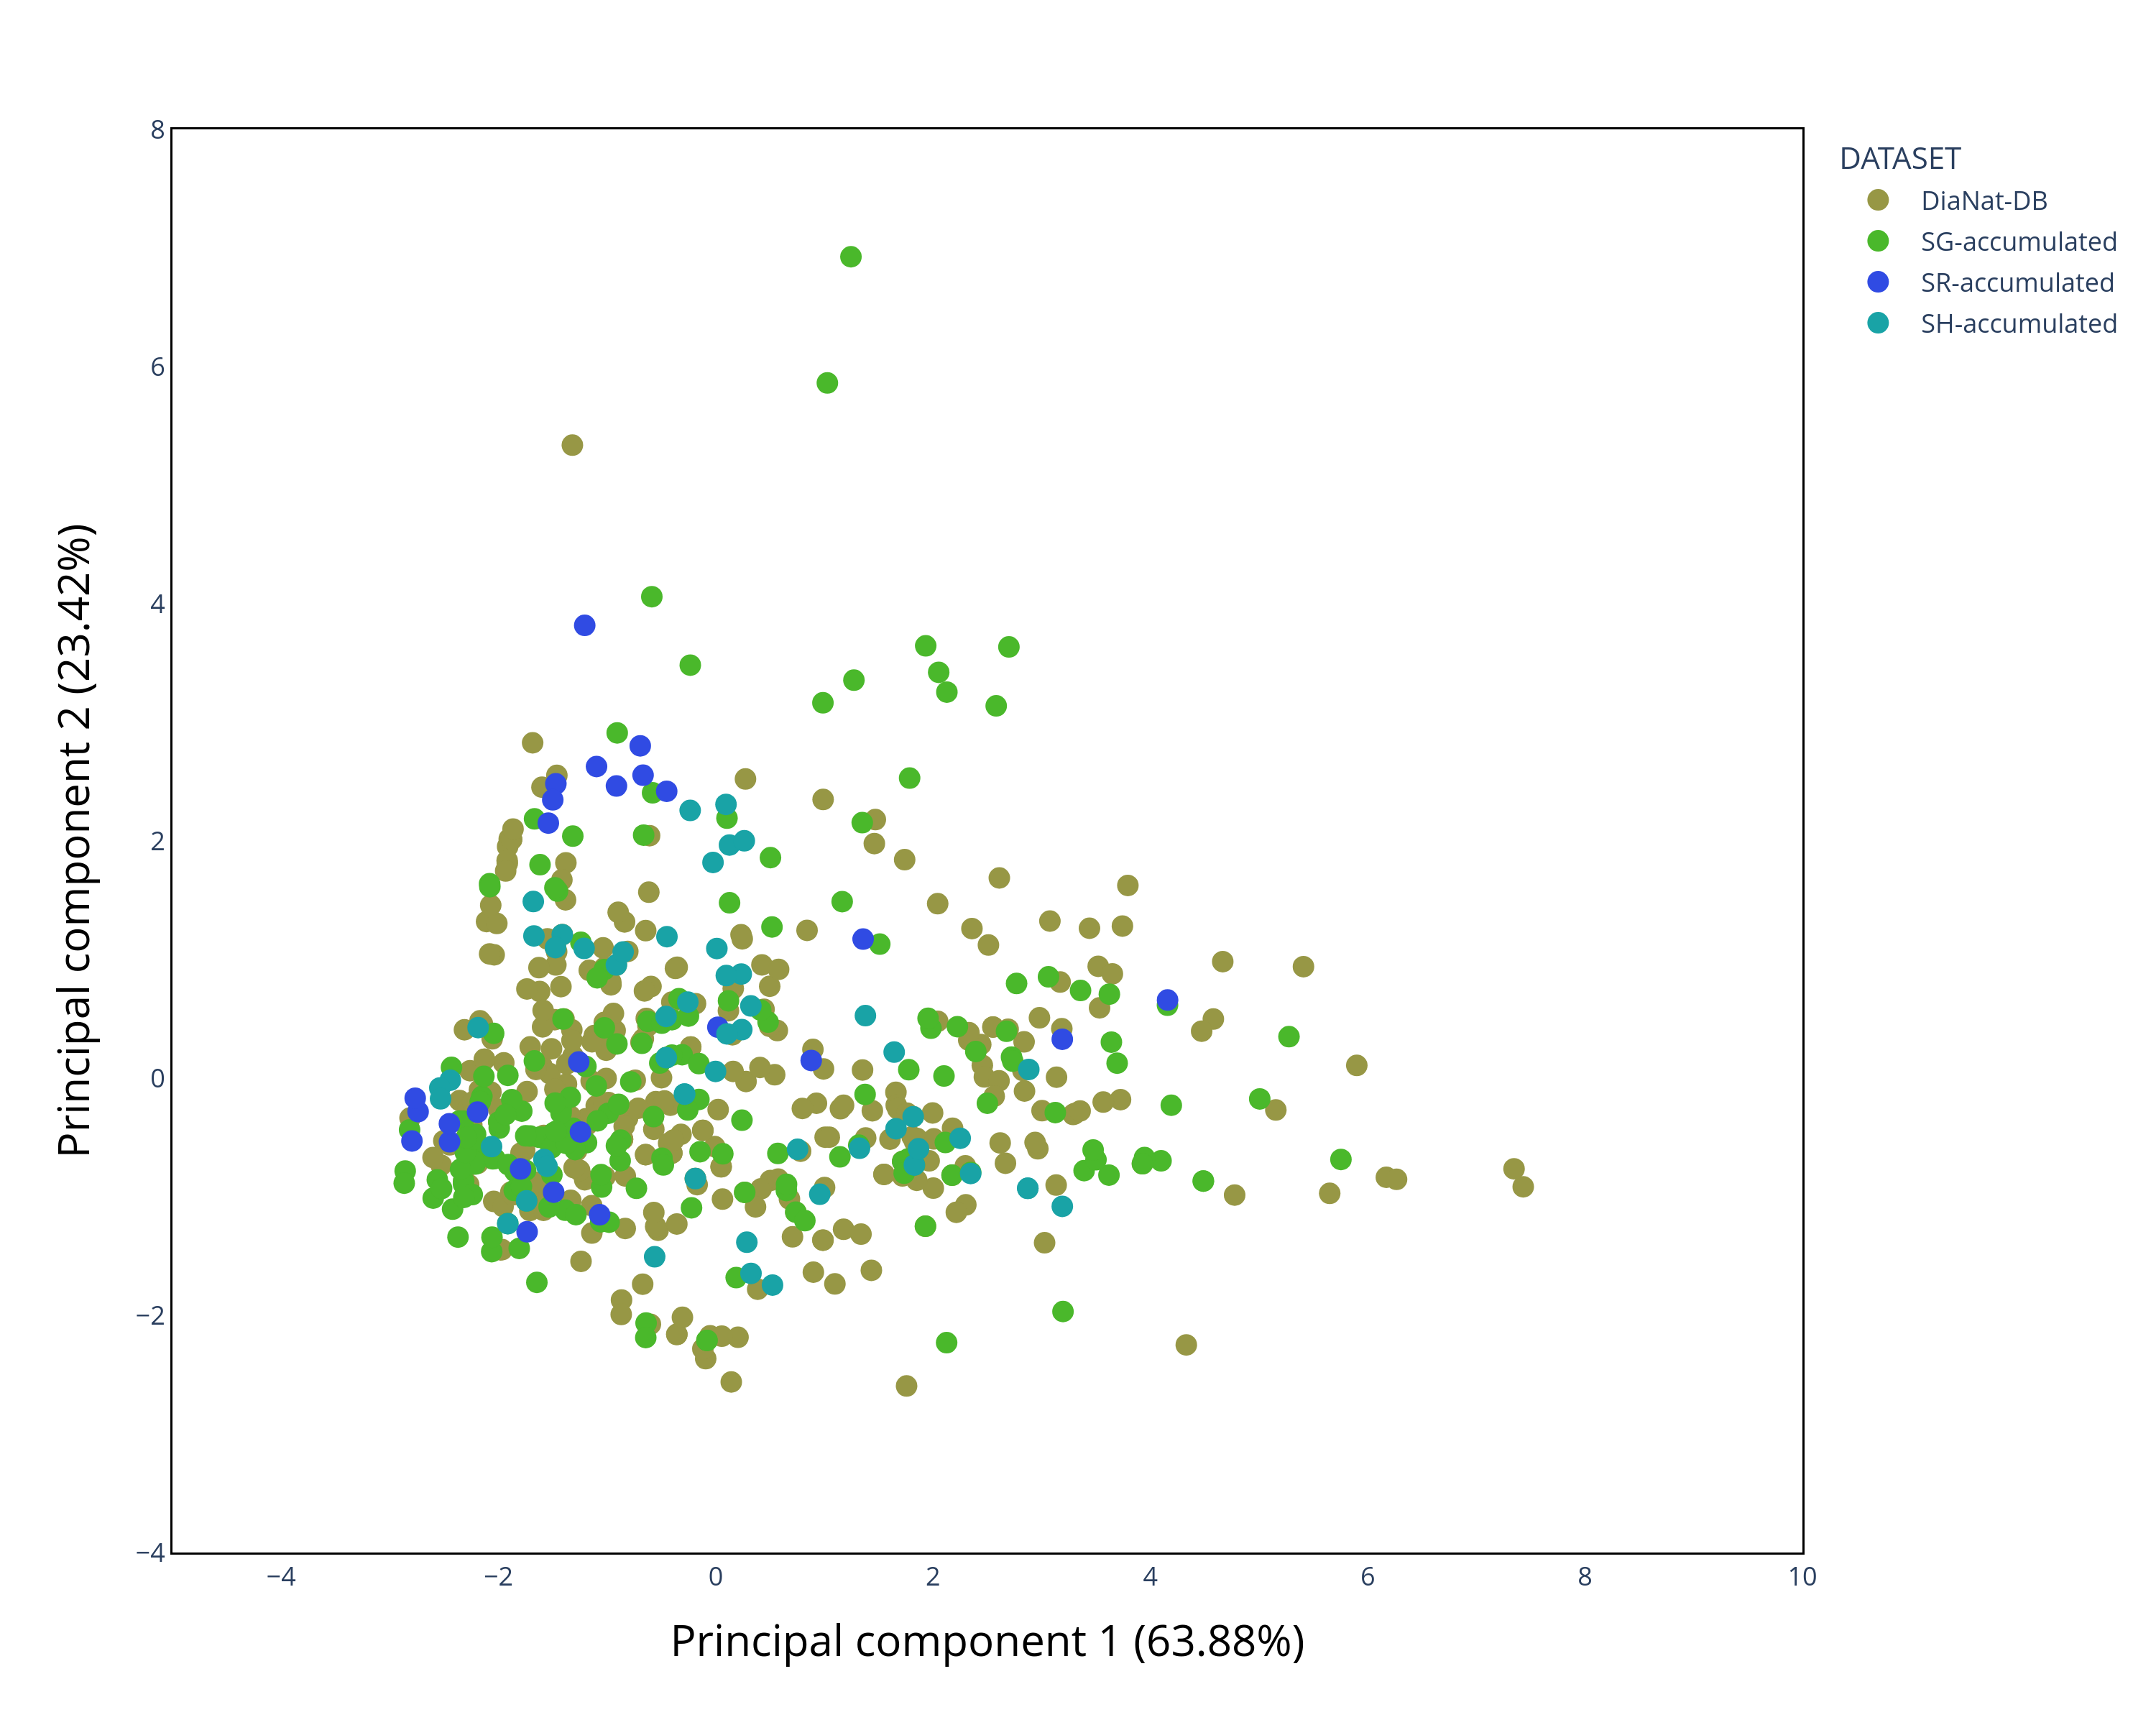 DATASET
DiaNat-DB
SG-accumulated
SR-accumulated
SH-accumulated
Principal component 2 (23.42%)
8
6
4
2
0
−2
−4
−4 −2 0 2 4 6 8 10
Principal component 1 (63.88%)